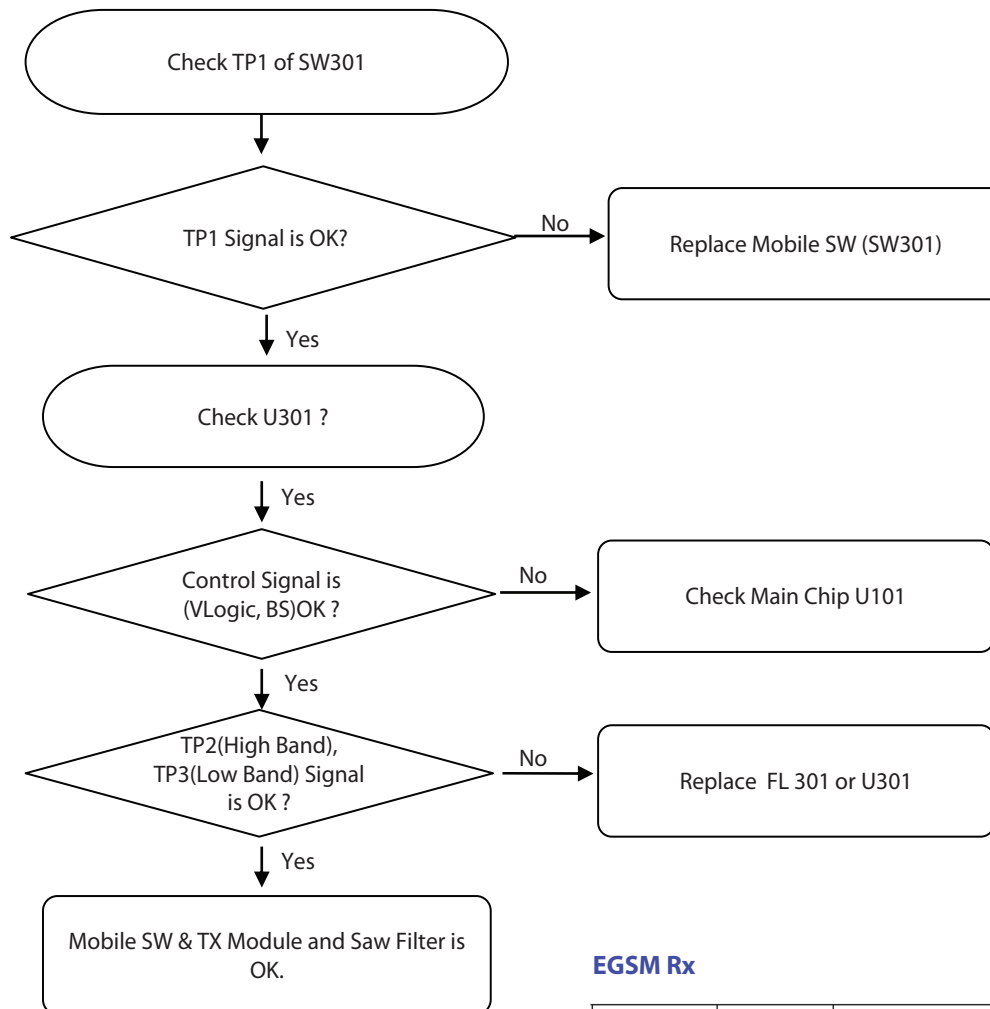 Check TP1 of SW301
TP1 Signal is OK?
No
Replace Mobile SW (SW301)
Yes
Check U301 ?
Yes
Control Signal is
(VLogic, BS)OK ?
No
Check Main Chip U101
Yes
TP2(High Band),
TP3(Low Band) Signal
is OK ?
No
Replace FL 301 or U301
Yes
Mobile SW & TX Module and Saw Filter is
OK.
EGSM Rx